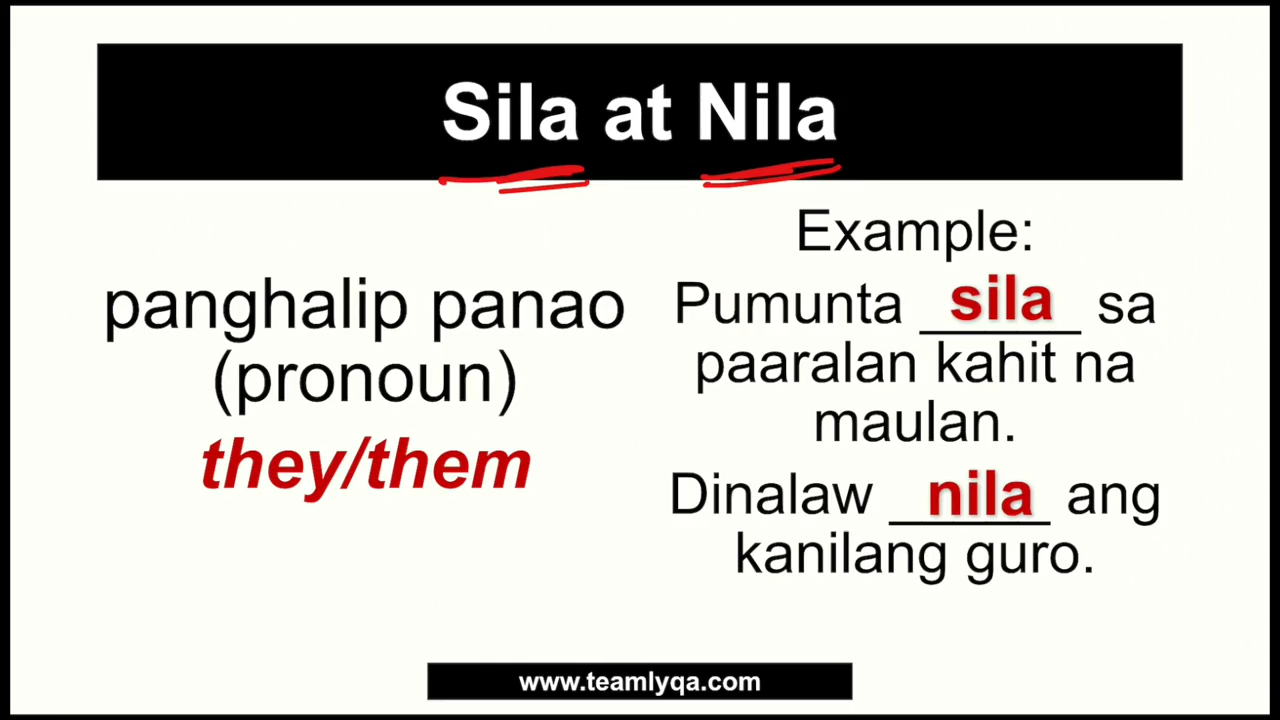 Sila at Nila
panghalip panao
(pronoun)
they/them
Example:
Pumunta sila sa
paaralan kahit na
maulan.
Dinalaw nila ang
kanilang guro.
www.teamlyqa.com